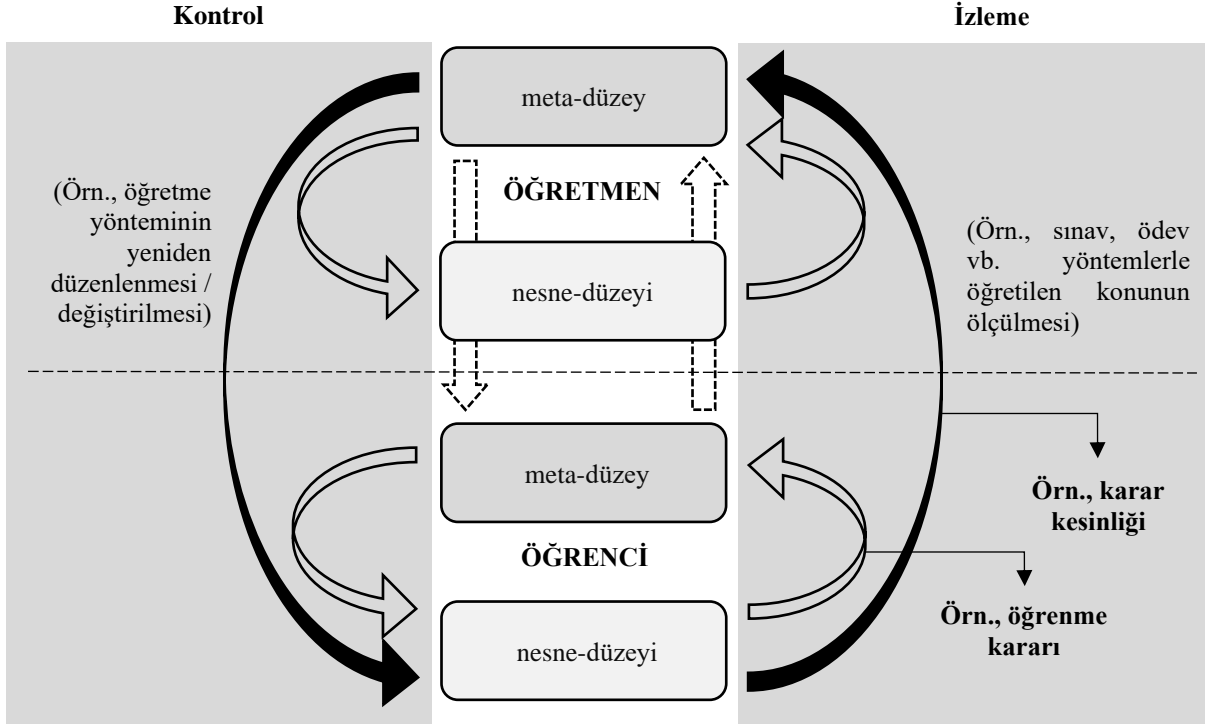 Kontrol
İzleme
meta-düzey
ÖĞRETMEN
(Örn., öğretme
yönteminin
yeniden
düzenlenmesi /
değiştirilmesi)
nesne-düzeyi
(Örn., sınav, ödev
vb. yöntemlerle
öğretilen konunun
ölçülmesi)
meta-düzey
ÖĞRENCİ
nesne-düzeyi
Örn., karar
kesinliği
Örn., öğrenme
kararı